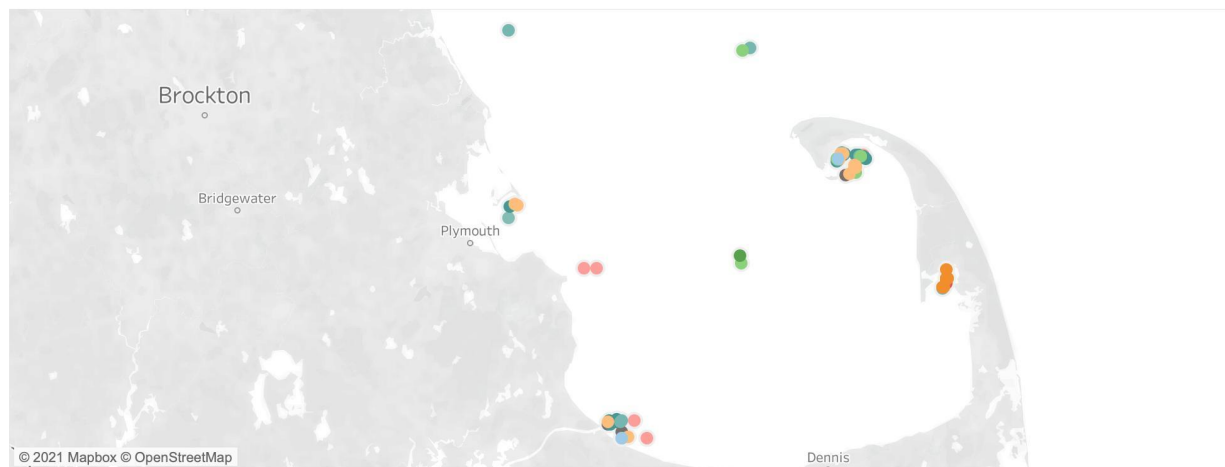 Brockton
Bridgewater
Plymouth
Dennis
© 2021 Mapbox © OpenStreetMap